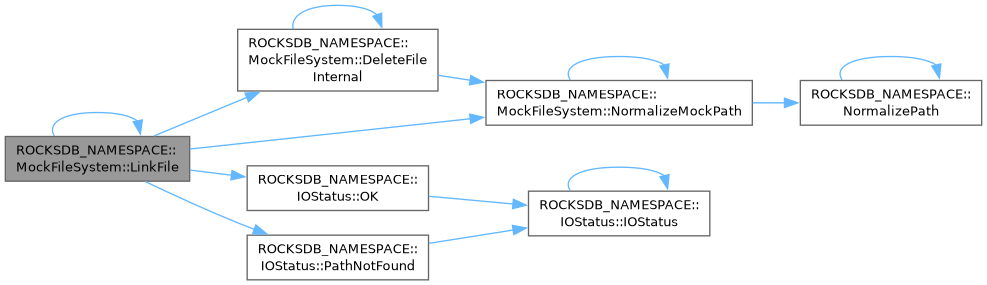 ROCKSDB_NAMESPACE::
MockFileSystem::LinkFile
ROCKSDB_NAMESPACE::
MockFileSystem::DeleteFile
Internal
ROCKSDB_NAMESPACE::
MockFileSystem::NormalizeMockPath
ROCKSDB_NAMESPACE::
NormalizePath
ROCKSDB_NAMESPACE::
IOStatus::OK
ROCKSDB_NAMESPACE::
IOStatus::IOStatus
ROCKSDB_NAMESPACE::
IOStatus::PathNotFound